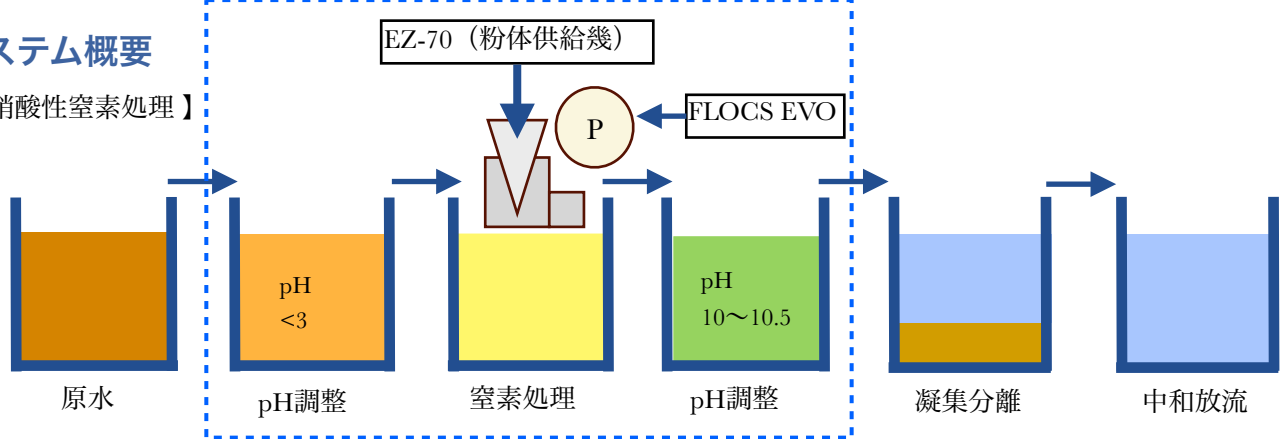 ステム概要
硝酸性窒素処理 】
EZ-70（粉体供給幾）
P
FLOCS EVO
pH
<3
pH
10〜10.5
原水
pH調整
窒素処理
pH調整
凝集分離
中和放流